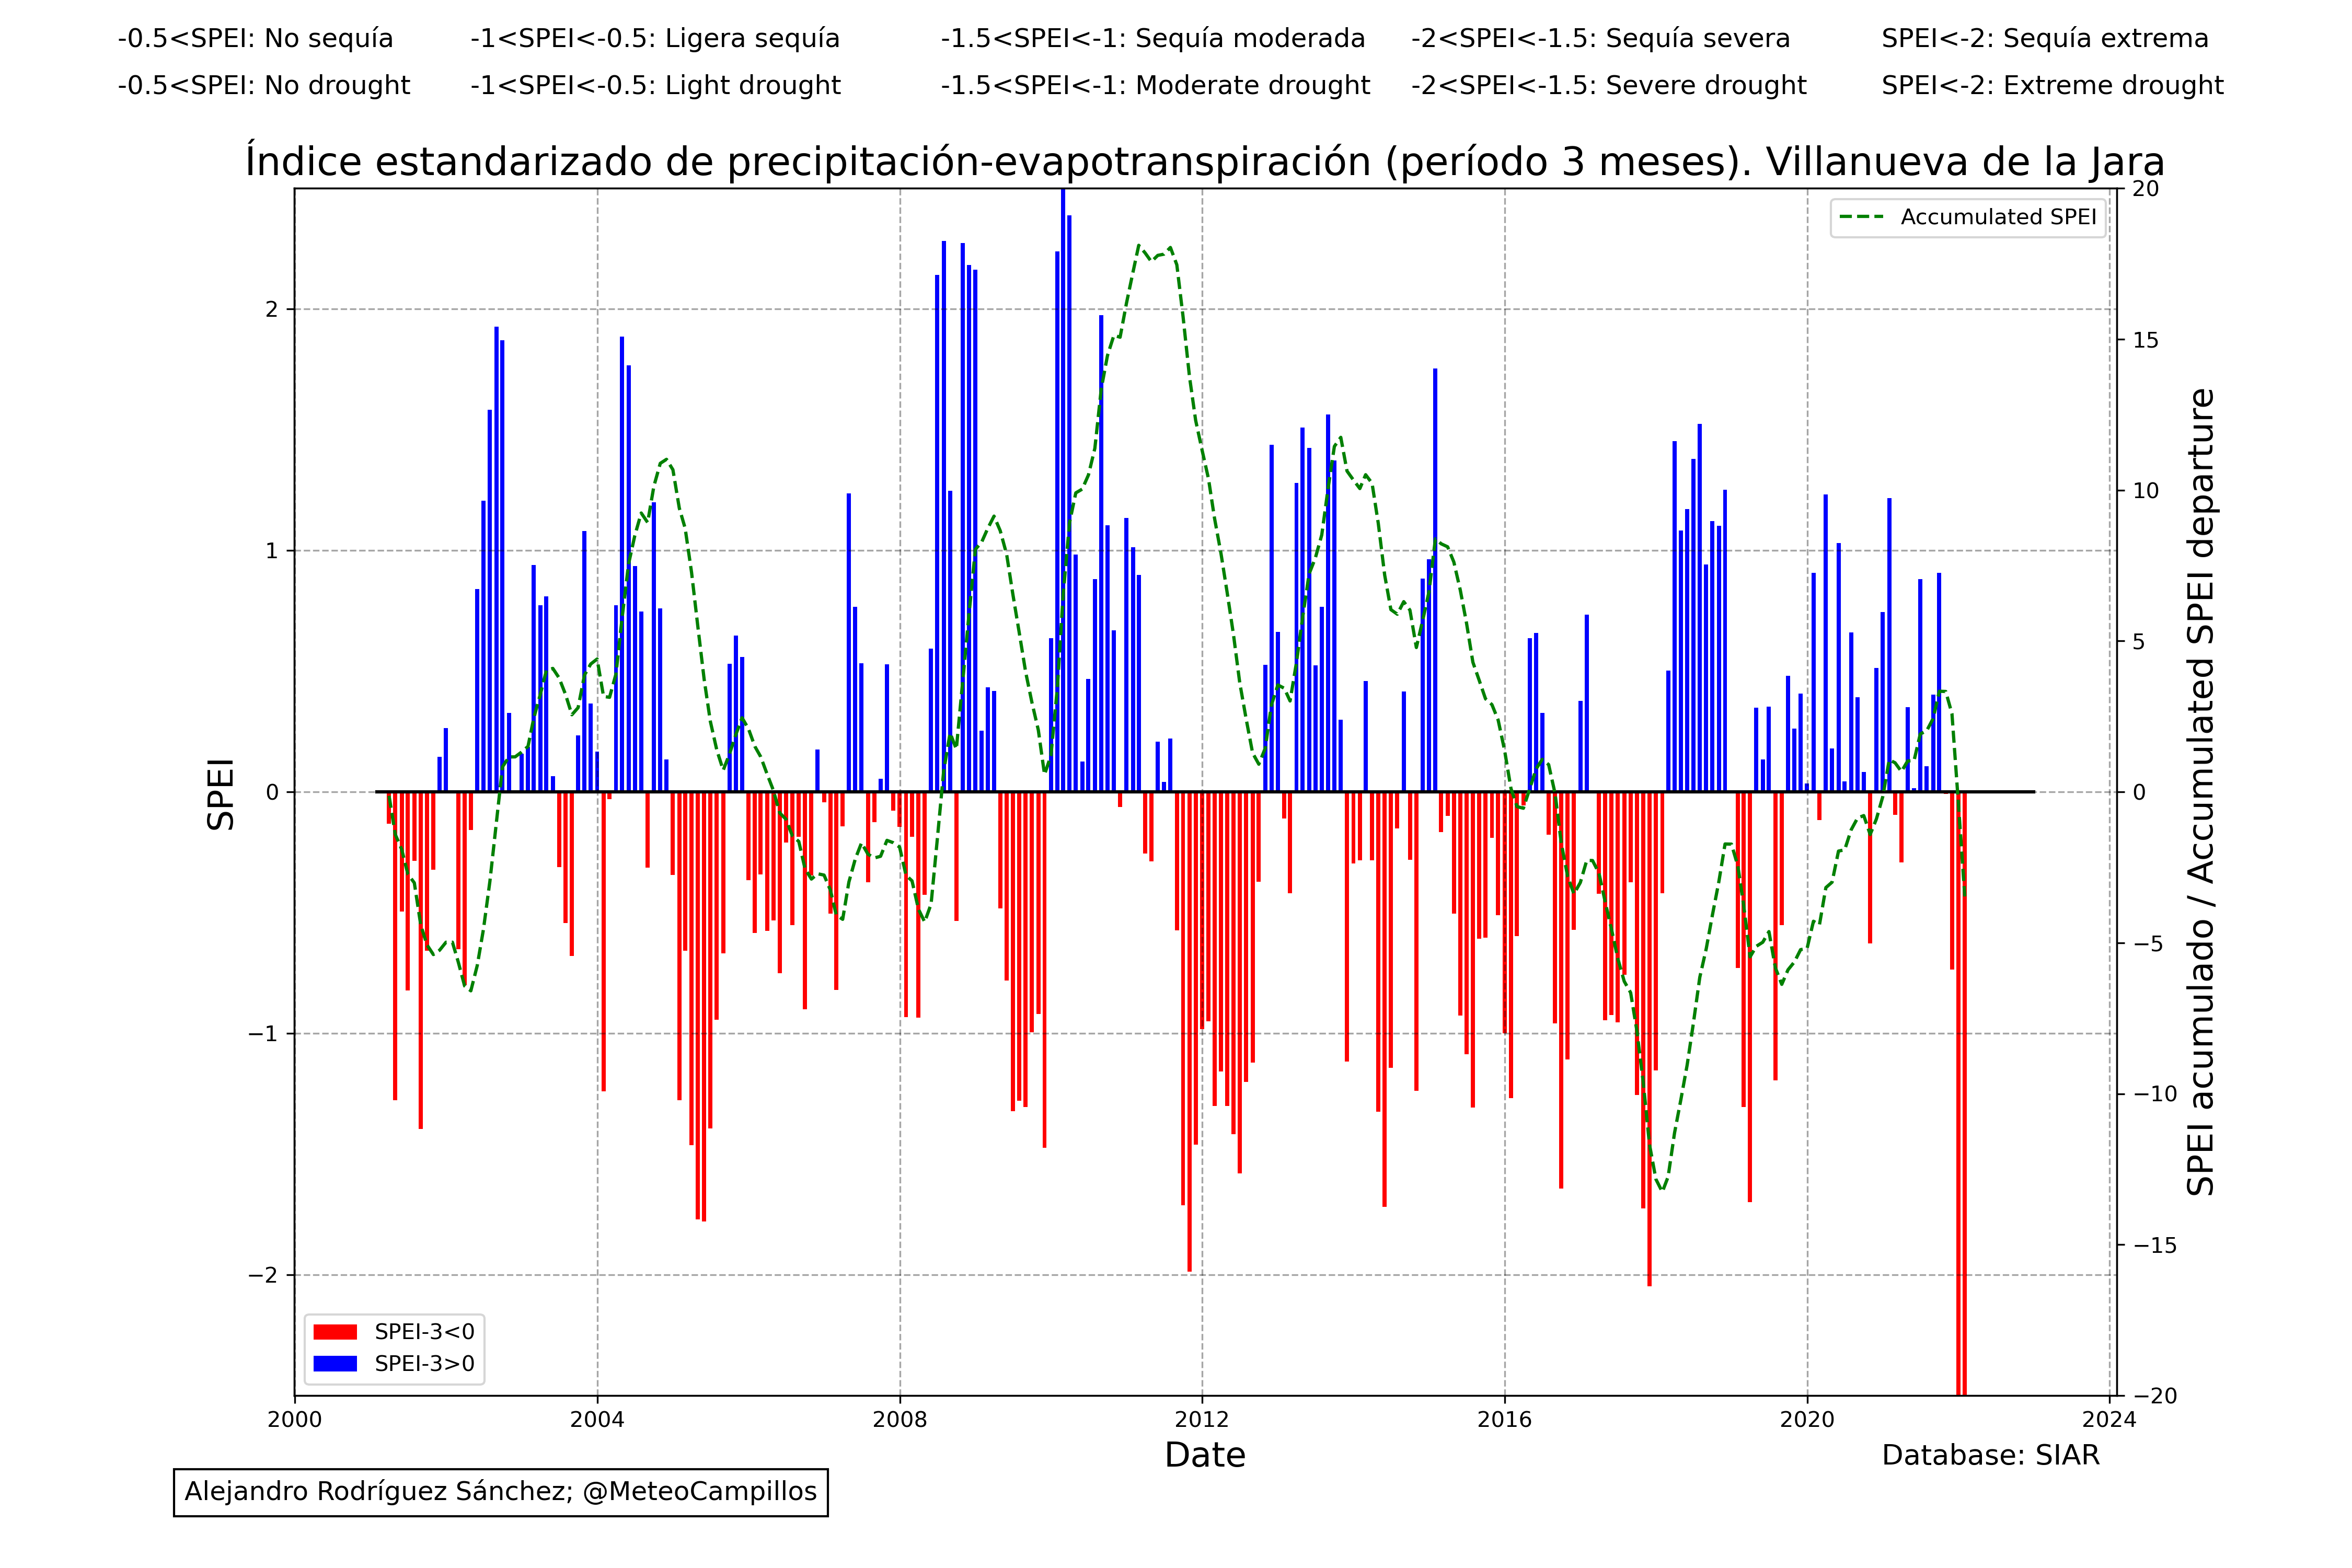 -0.5<SPEI: No sequía -1<SPEI<-0.5: Ligera sequía -1.5<SPEI<-1: Sequía moderada -2<SPEI<-1.5: Sequía severa SPEI<-2: Sequía extrema
-0.5<SPEI: No drought -1<SPEI<-0.5: Light drought -1.5<SPEI<-1: Moderate drought -2<SPEI<-1.5: Severe drought SPEI<-2: Extreme drought
Índice estandarizado de precipitación-evapotranspiración (período 3 meses). Villanueva de la Jara
Accumulated SPEI
SPEI
2
1
0
−1
−2
20
15
10
5
0
−5
−10
−15
−20
SPEI acumulado / Accumulated SPEI departure
SPEI-3<0
SPEI-3>0
2000 2004 2008 2012 2016 2020 2024
Date
Database: SIAR
Alejandro Rodríguez Sánchez; @MeteoCampillos